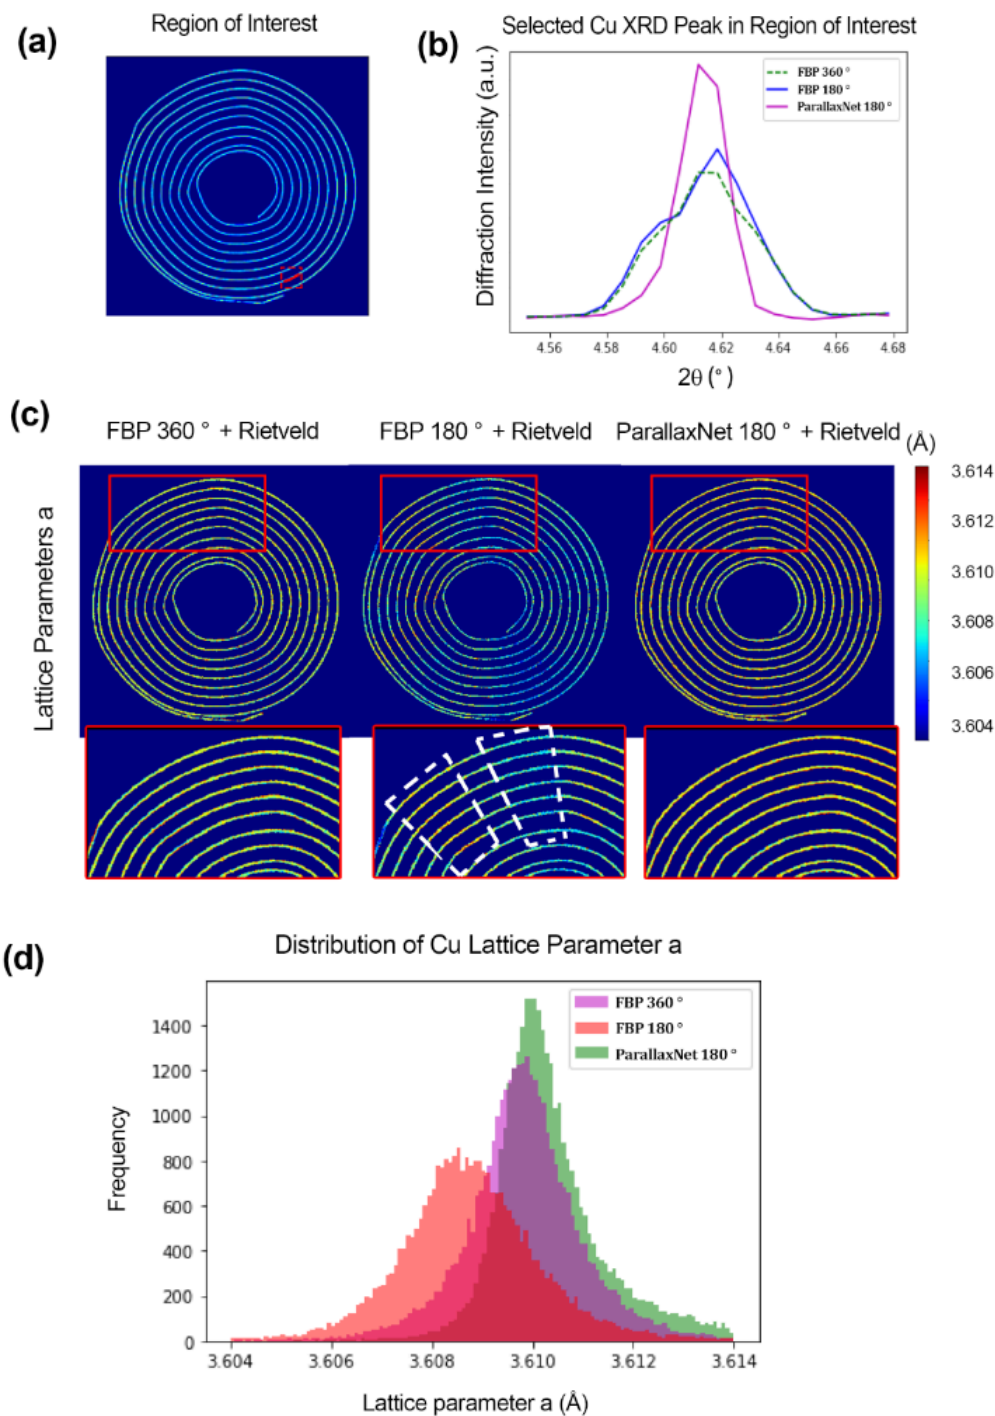 (a)
Region of Interest
(b)
Selected Cu XRD Peak in Region of Interest
Diffraction Intensity (a.u.)
FBP 360 °
FBP 180 °
ParallaxNet 180 °
4.56 4.58 4.60 4.62 4.64 4.66 4.68
2θ (°)
(c)
FBP 360 ° + Rietveld
FBP 180 ° + Rietveld
ParallaxNet 180 ° + Rietveld
(Å)
Lattice Parameters a
3.614
3.612
3.610
3.608
3.606
3.604
(d)
Distribution of Cu Lattice Parameter a
FBP 360 °
FBP 180 °
ParallaxNet 180 °
Frequency
1400
1200
1000
800
600
400
200
0
3.604 3.606 3.608 3.610 3.612 3.614
Lattice parameter a (Å)